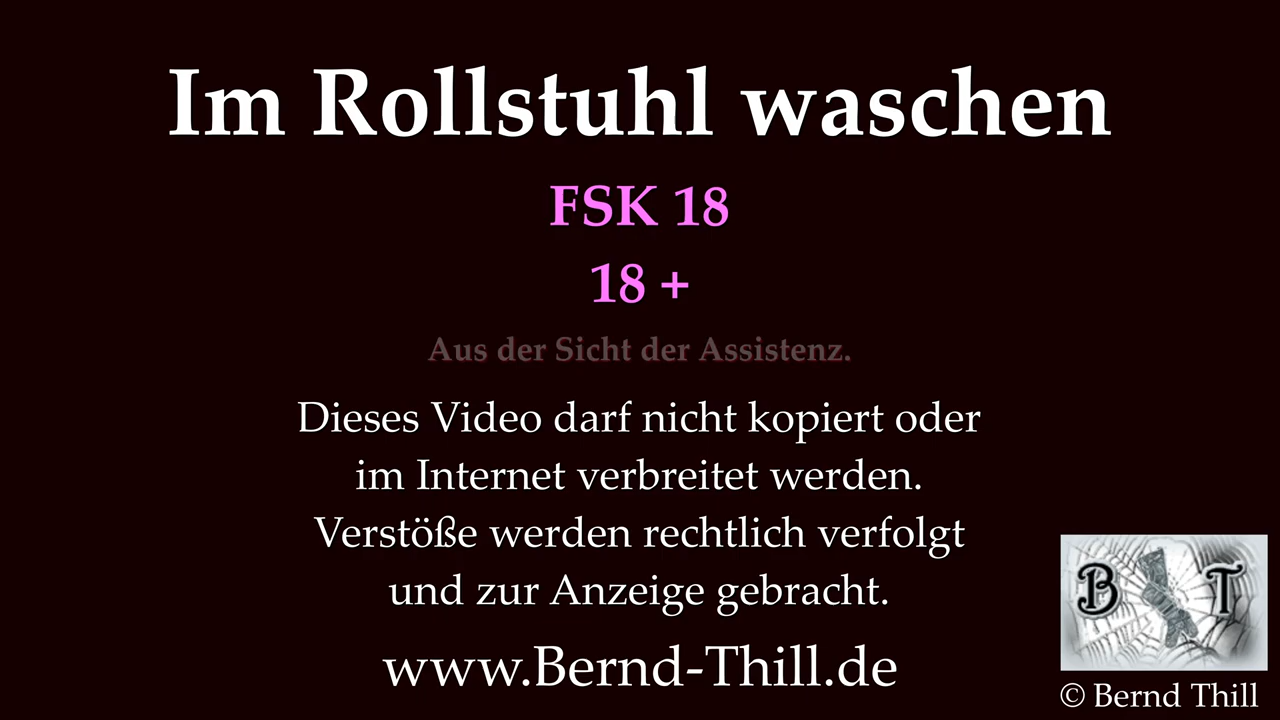 Im Rollstuhl waschen
FSK 18
18 +
Aus der Sicht der Assistenz.
Dieses Video darf nicht kopiert oder
im Internet verbreitet werden.
Verstöße werden rechtlich verfolgt
und zur Anzeige gebracht.
www.Bernd-Thill.de
B T
© Bernd Thill